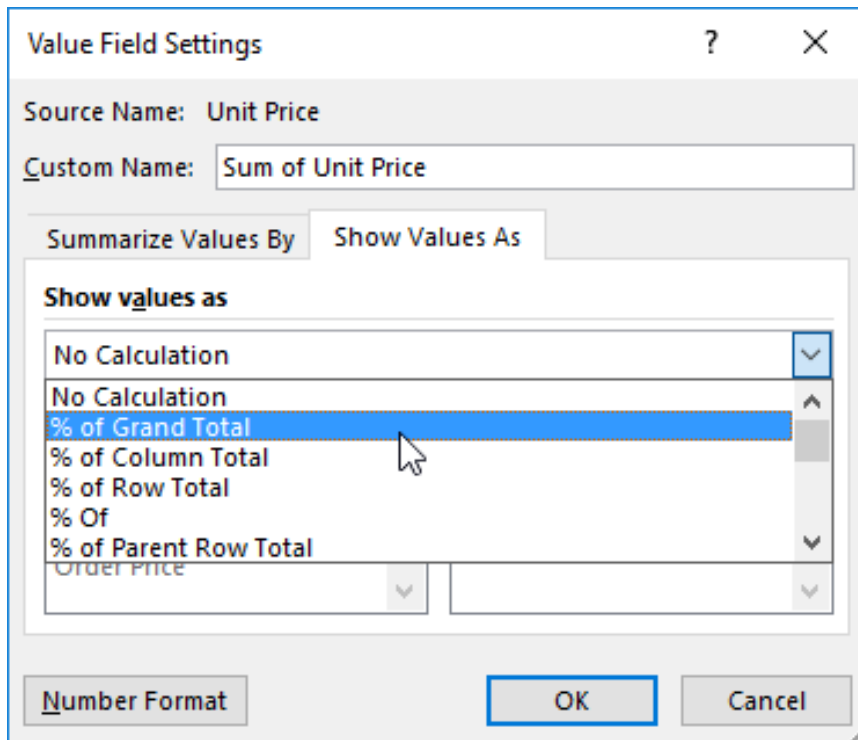 Value Field Settings ?
Source Name: Unit Price
Custom Name: Sum of Unit Price
Summarize Values By Show Values As
Show values as
No Calculation
No Calculation
% of Grand Total
% of Column Total
% of Row Total
% Of
% of Parent Row Total
Order Price
Number Format OK Cancel